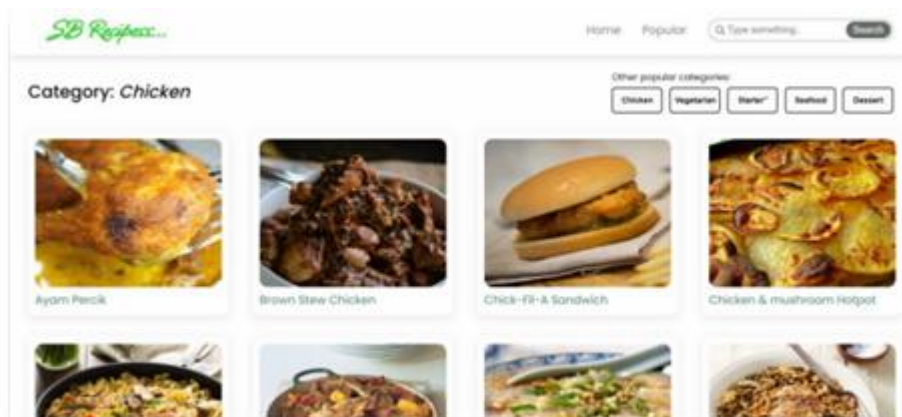 SB Recipess...
Home Popular Type something.. Search
Other popular categories:
Category: Chicken
Chicken Vegetarian Starter" Seafood Dessert
Ayam Percik Brown Stew Chicken Chick-Fil-A Sandwich Chicken & mushroom Hotpot